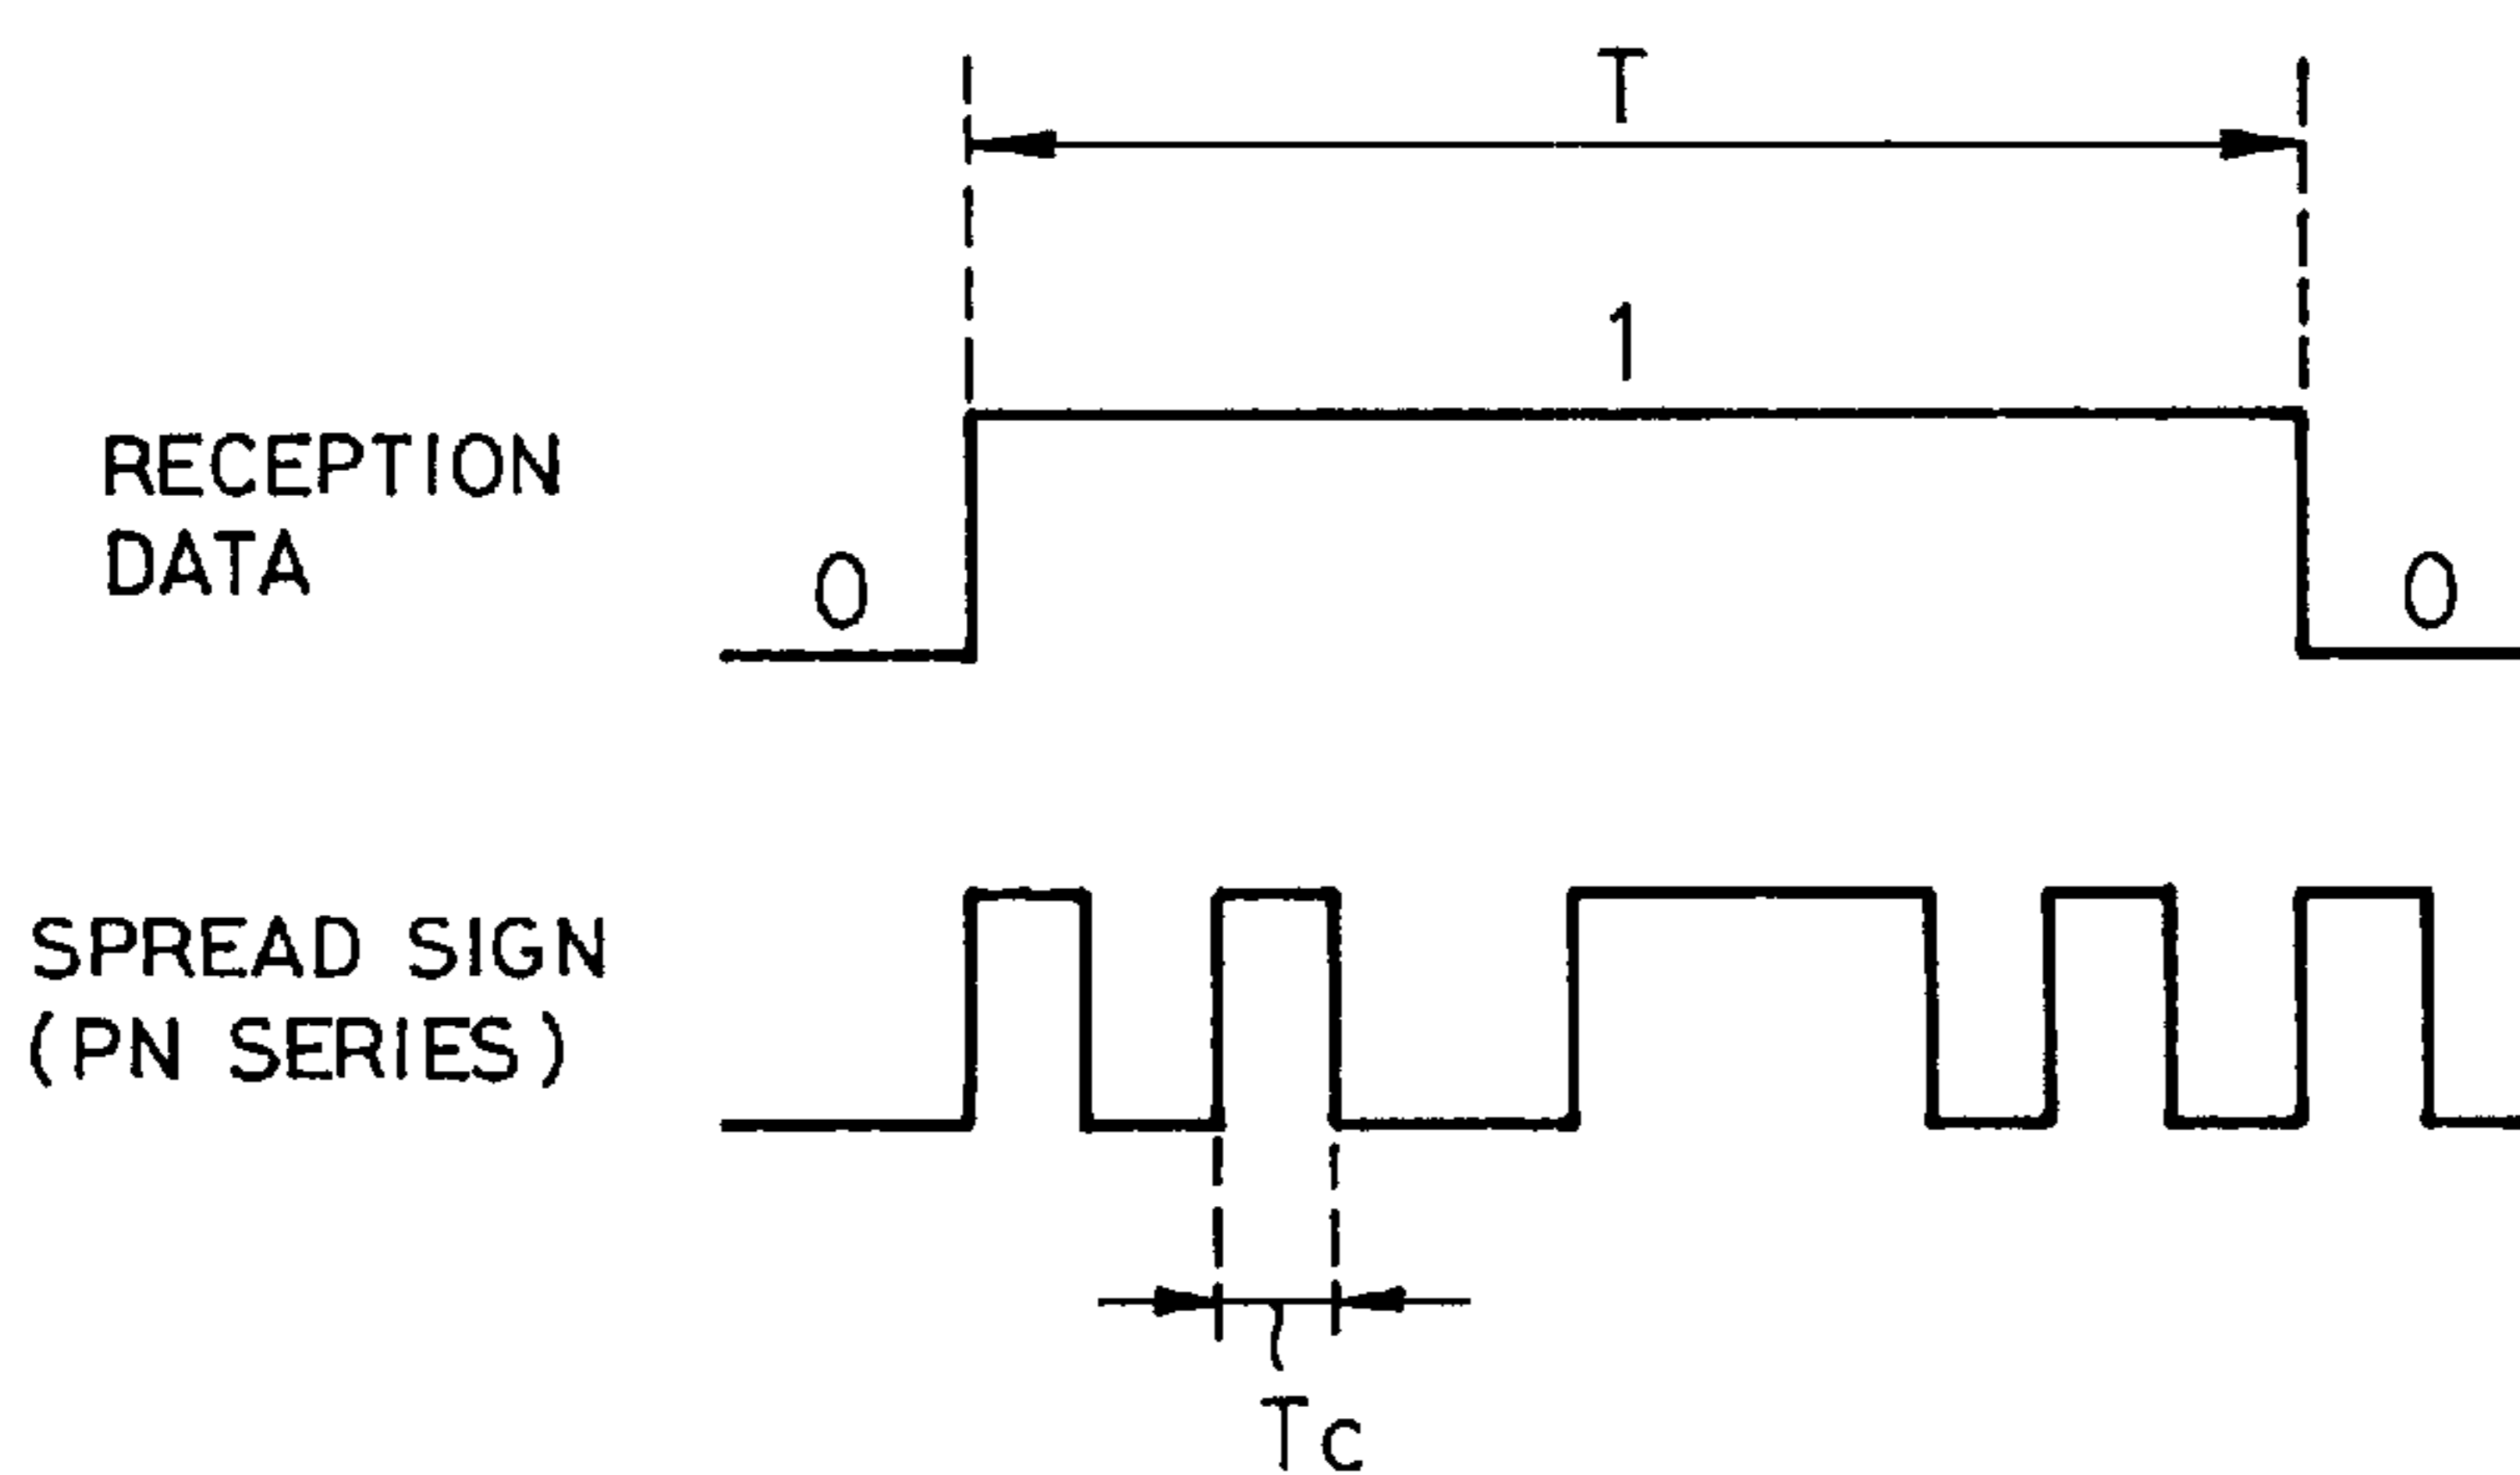 T
1
RECEPTION
DATA
0
0
SPREAD SIGN
(PN SERIES)
Tc